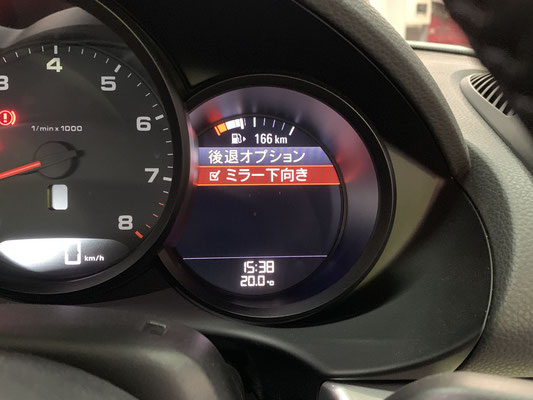 3 4 5 6 7 8
1/min x 1000
0 km/h
166 km
後退オプション
ミラー下向き
15:38
20.0 °C